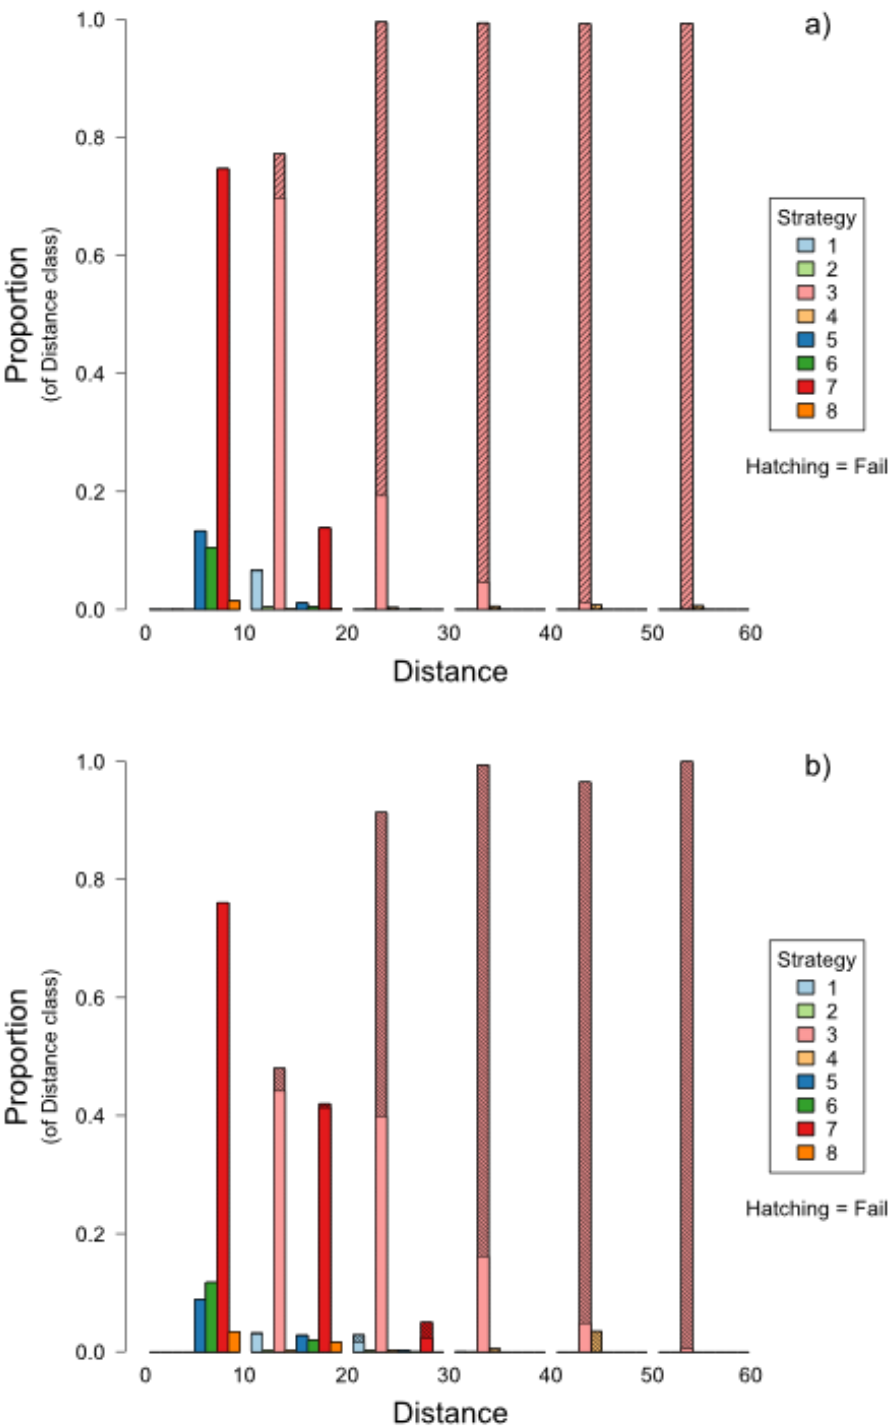 a)
1.0
0.8
0.6
0.4
0.2
0.0
Proportion
(of Distance class)
0 10 20 30 40 50 60
Distance
Strategy
1
2
3
4
5
6
7
8
Hatching = Fail
b)
1.0
0.8
0.6
0.4
0.2
0.0
Proportion
(of Distance class)
0 10 20 30 40 50 60
Distance
Strategy
1
2
3
4
5
6
7
8
Hatching = Fail